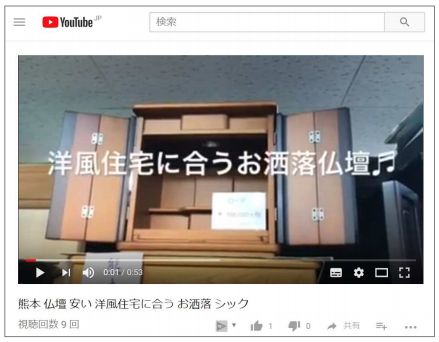 YouTube JP
検索
洋風住宅に合うお洒落仏壇♬
0:01 / 0:53
熊本 仏壇 安い 洋風住宅に合う お洒落 シック
視聴回数 9 回
1
0
共有